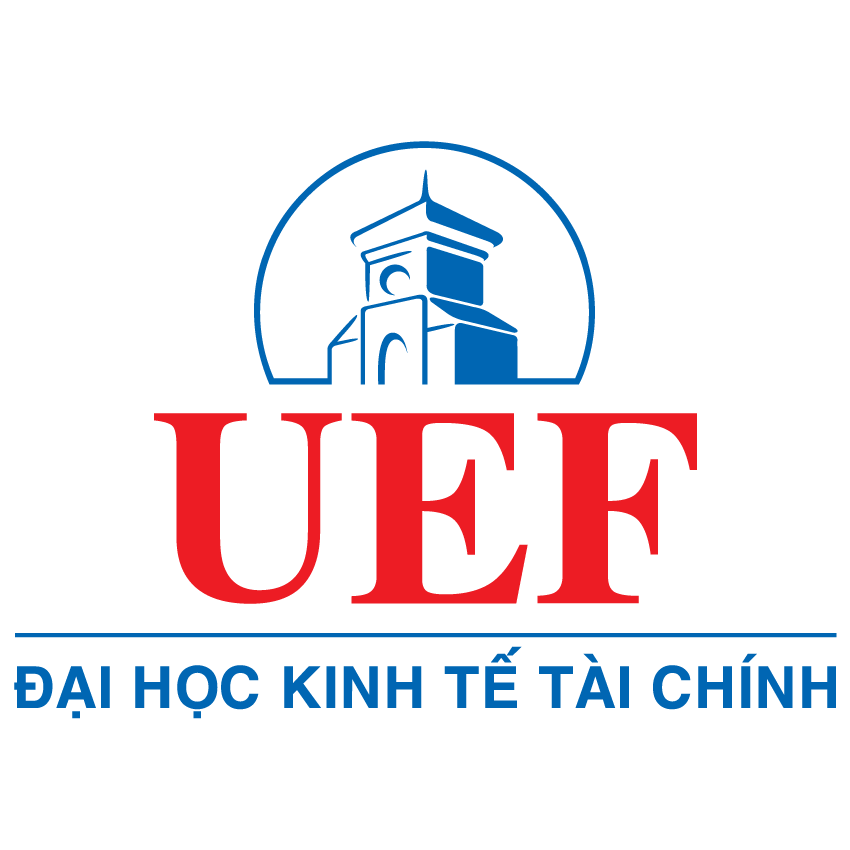 UEF
ĐẠI HỌC KINH TẾ TÀI CHÍNH